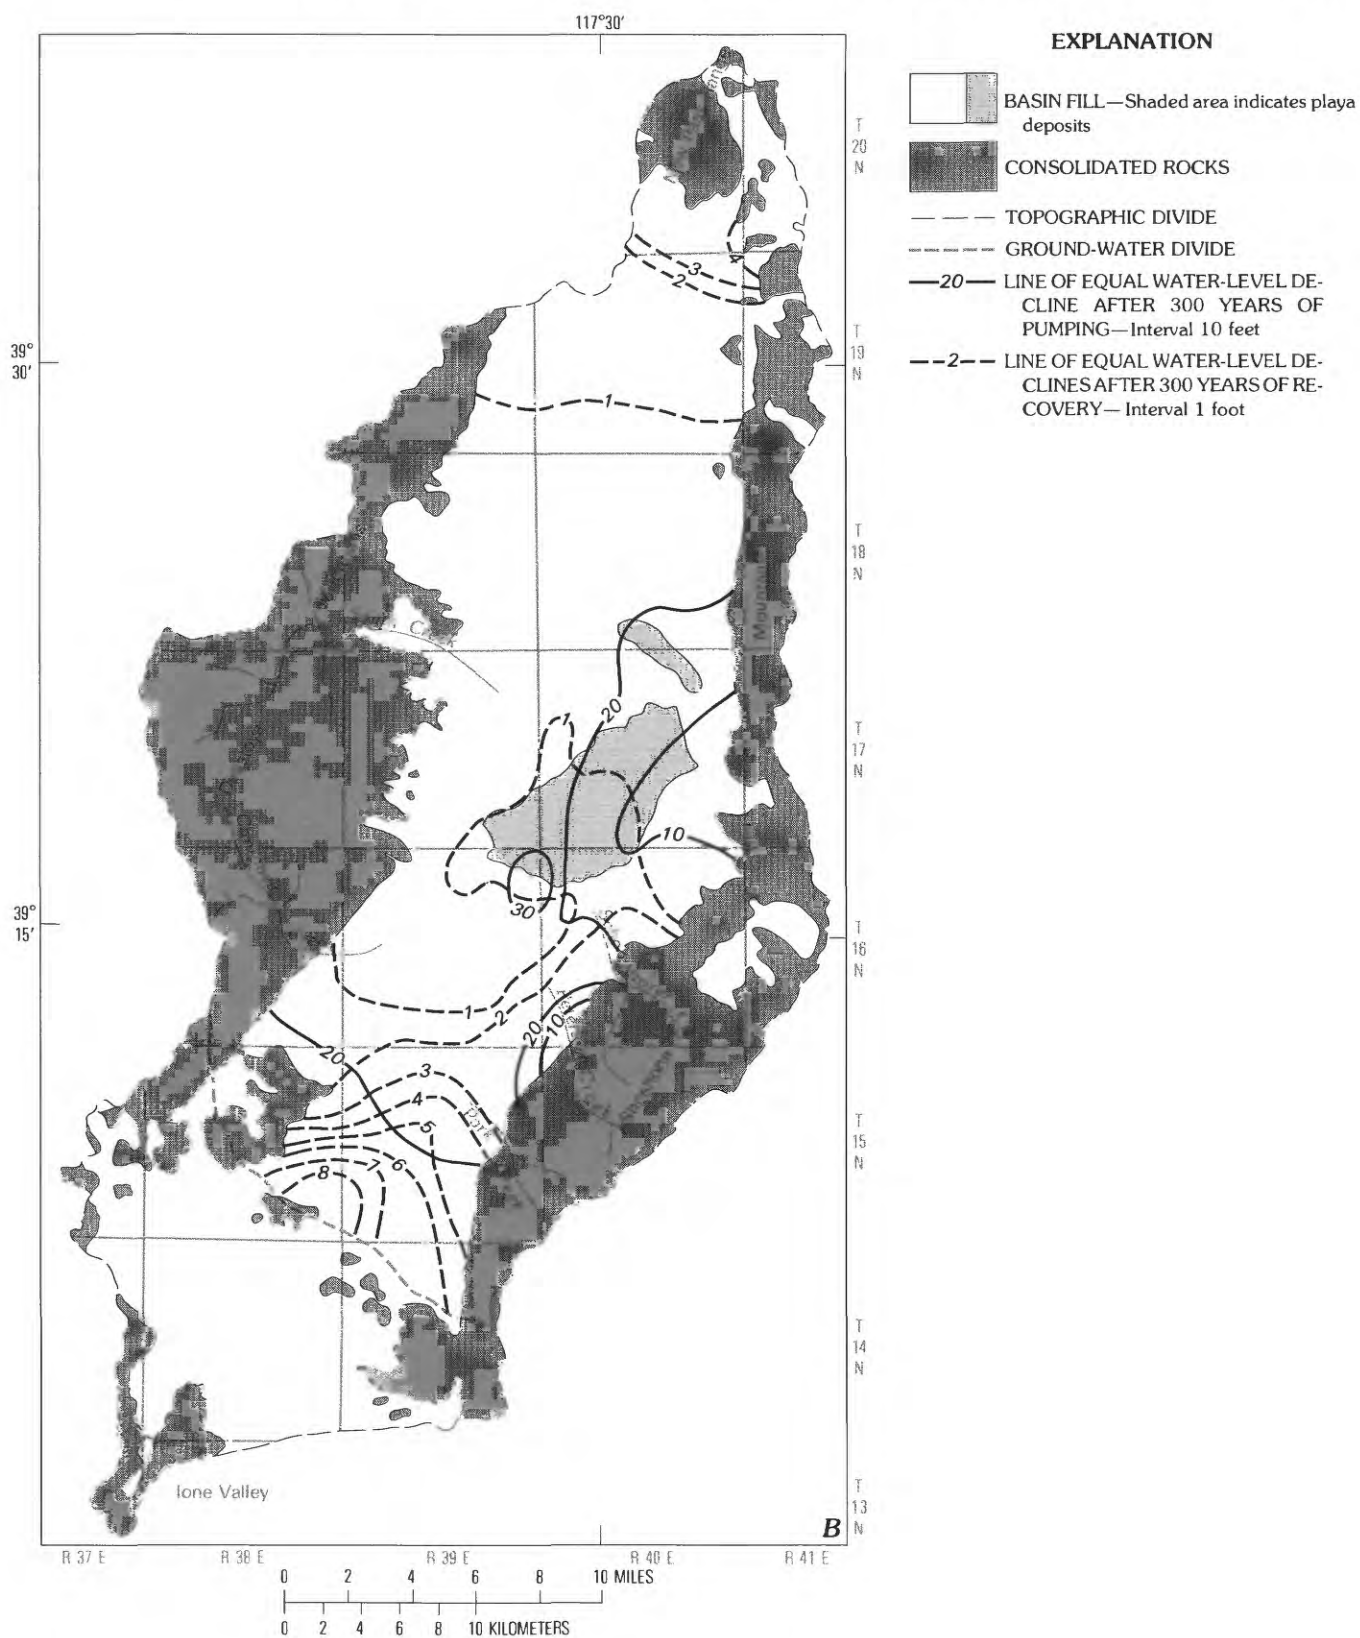 117°30′
EXPLANATION
BASIN FILL—Shaded area indicates playa
deposits
CONSOLIDATED ROCKS
TOPOGRAPHIC DIVIDE
GROUND-WATER DIVIDE
20
LINE OF EQUAL WATER-LEVEL DE-
CLINE AFTER 300 YEARS OF
PUMPING—Interval 10 feet
2
LINE OF EQUAL WATER-LEVEL DE-
CLINES AFTER 300 YEARS OF RE-
COVERY—Interval 1 foot
T
20
N
4
3
2
39°
30′
T
19
N
1
T
18
N
Mountains
Creek
20
1
T
17
N
10
30
39°
15′
T
16
N
1
2
20
10
20
3
4
Park
5
6
7
8
T
15
N
T
14
N
Ione Valley
T
13
N
B
R 37 E
R 38 E
R 39 E
R 40 E
R 41 E
0 2 4 6 8 10 MILES
0 2 4 6 8 10 KILOMETERS